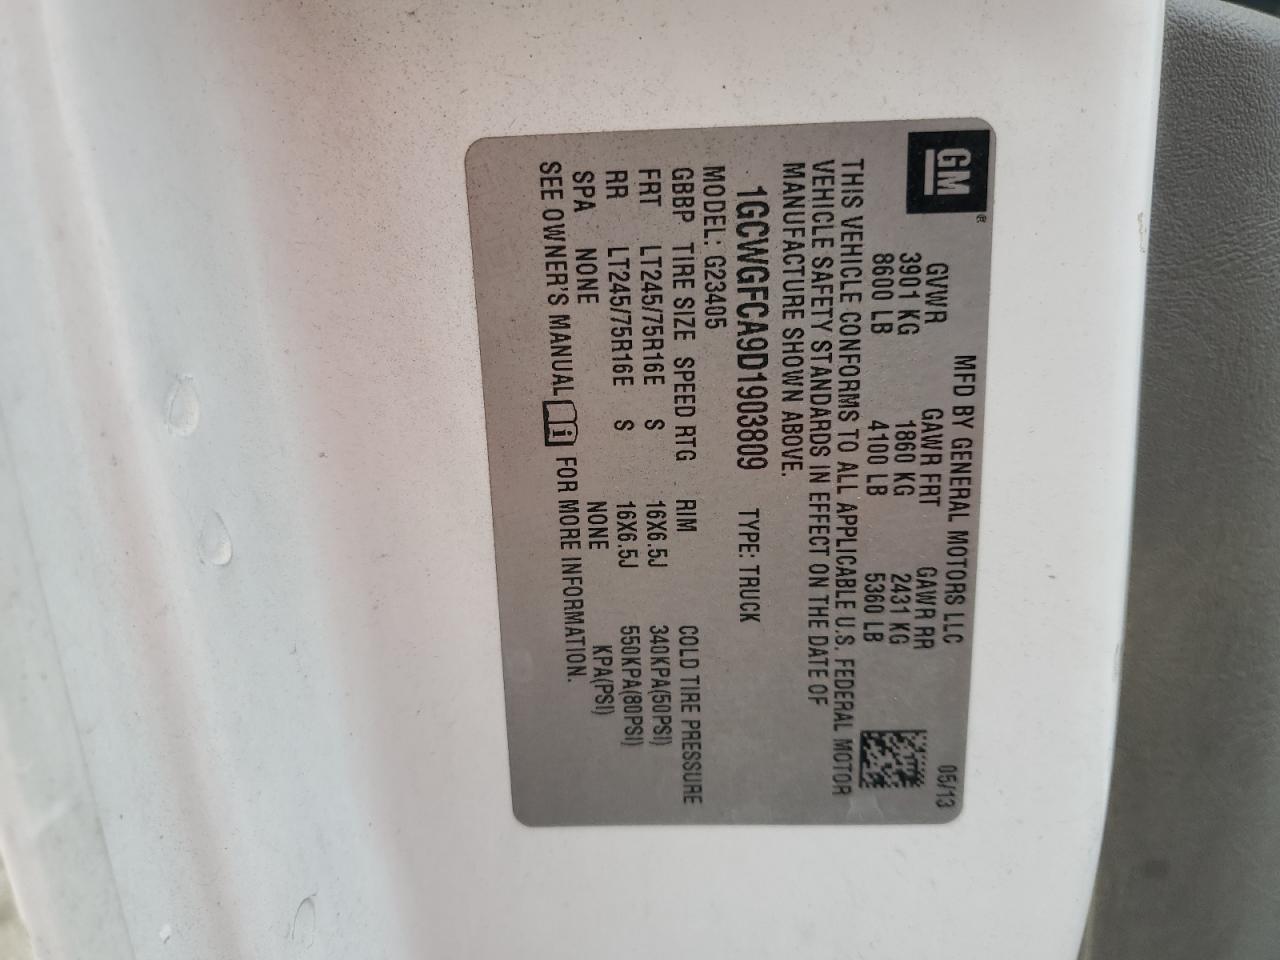 GM®
MFD BY GENERAL MOTORS LLC 05/13
GVWR GAWR FRT GAWR RR
3901 KG 1860 KG 2431 KG
8600 LB 4100 LB 5360 LB
THIS VEHICLE CONFORMS TO ALL APPLICABLE U.S. FEDERAL MOTOR
VEHICLE SAFETY STANDARDS IN EFFECT ON THE DATE OF
MANUFACTURE SHOWN ABOVE.
1GCWGFCA9D1903809 TYPE: TRUCK
MODEL: G23405
GBBP TIRE SIZE SPEED RTG RIM COLD TIRE PRESSURE
FRT LT245/75R16E S 16X6.5J 340KPA(50PSI)
RR LT245/75R16E S 16X6.5J 550KPA(80PSI)
SPA NONE NONE KPA(PSI)
SEE OWNER'S MANUAL i FOR MORE INFORMATION.